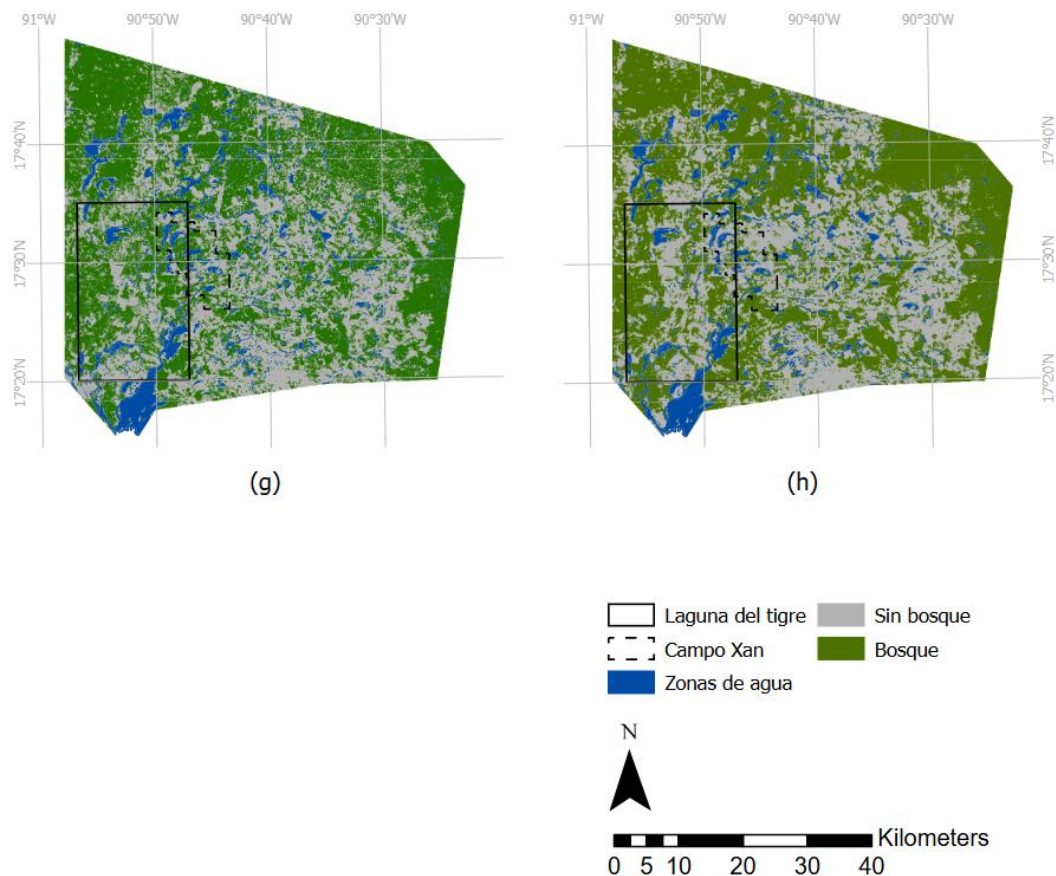 91°W 90°50'W 90°40'W 90°30'W
91°W 90°50'W 90°40'W 90°30'W
17°40'N
17°30'N
17°20'N
17°40'N
17°30'N
17°20'N
(g)
(h)
Laguna del tigre
Sin bosque
Campo Xan
Bosque
Zonas de agua
N
Kilometers
0 5 10 20 30 40